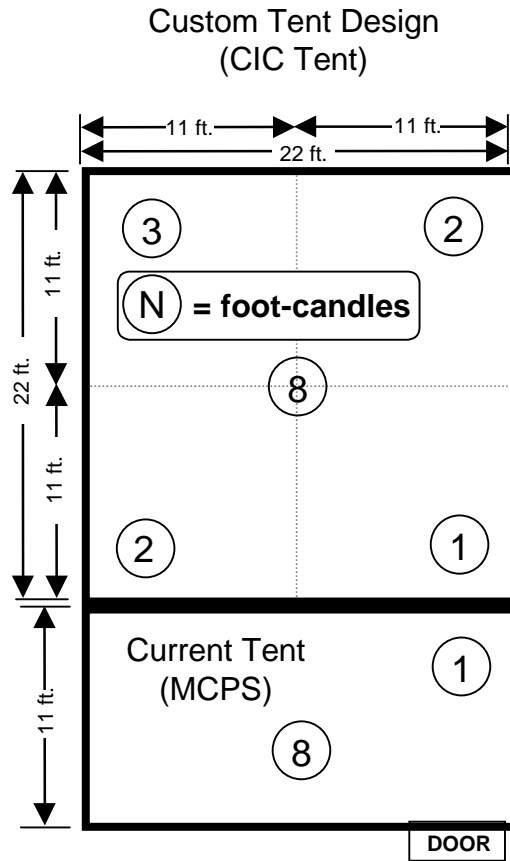 Custom Tent Design
(CIC Tent)
11 ft.
11 ft.
22 ft.
3
2
11 ft.
N = foot-candles
22 ft.
8
11 ft.
2
1
Current Tent
(MCPS)
1
11 ft.
8
DOOR